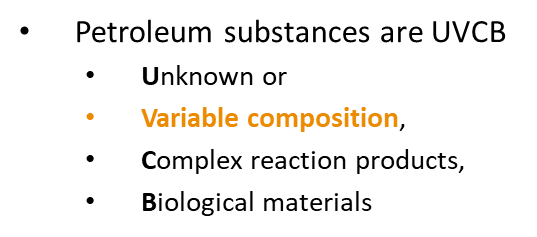 • Petroleum substances are UVCB
• Unknown or
• Variable composition,
• Complex reaction products,
• Biological materials